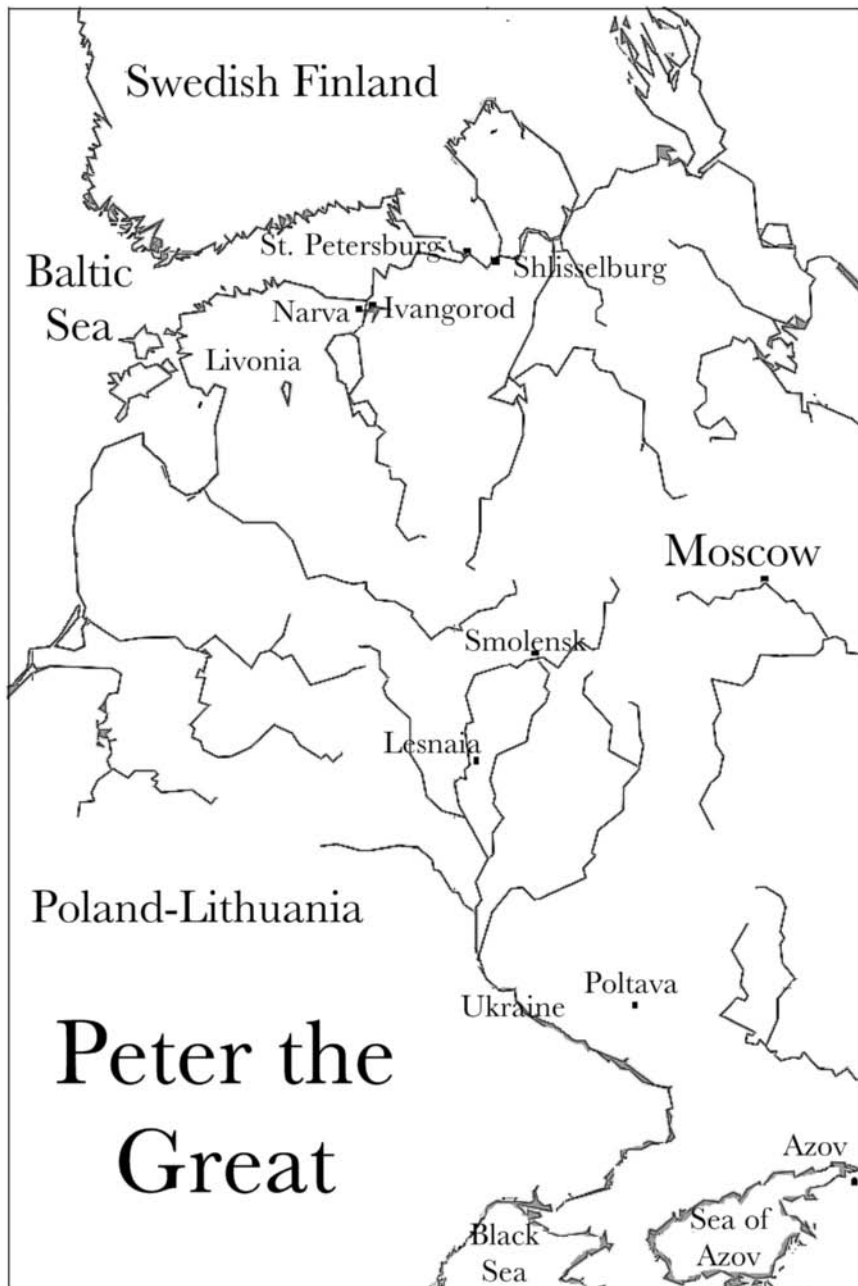 Swedish Finland
St. Petersburg
Shlisselburg
Baltic
Sea
Narva
Ivangorod
Livonia
Moscow
Smolensk
Lesnaia
Poland-Lithuania
Poltava
Ukraine
Peter the
Great
Azov
Black
Sea
Sea of
Azov